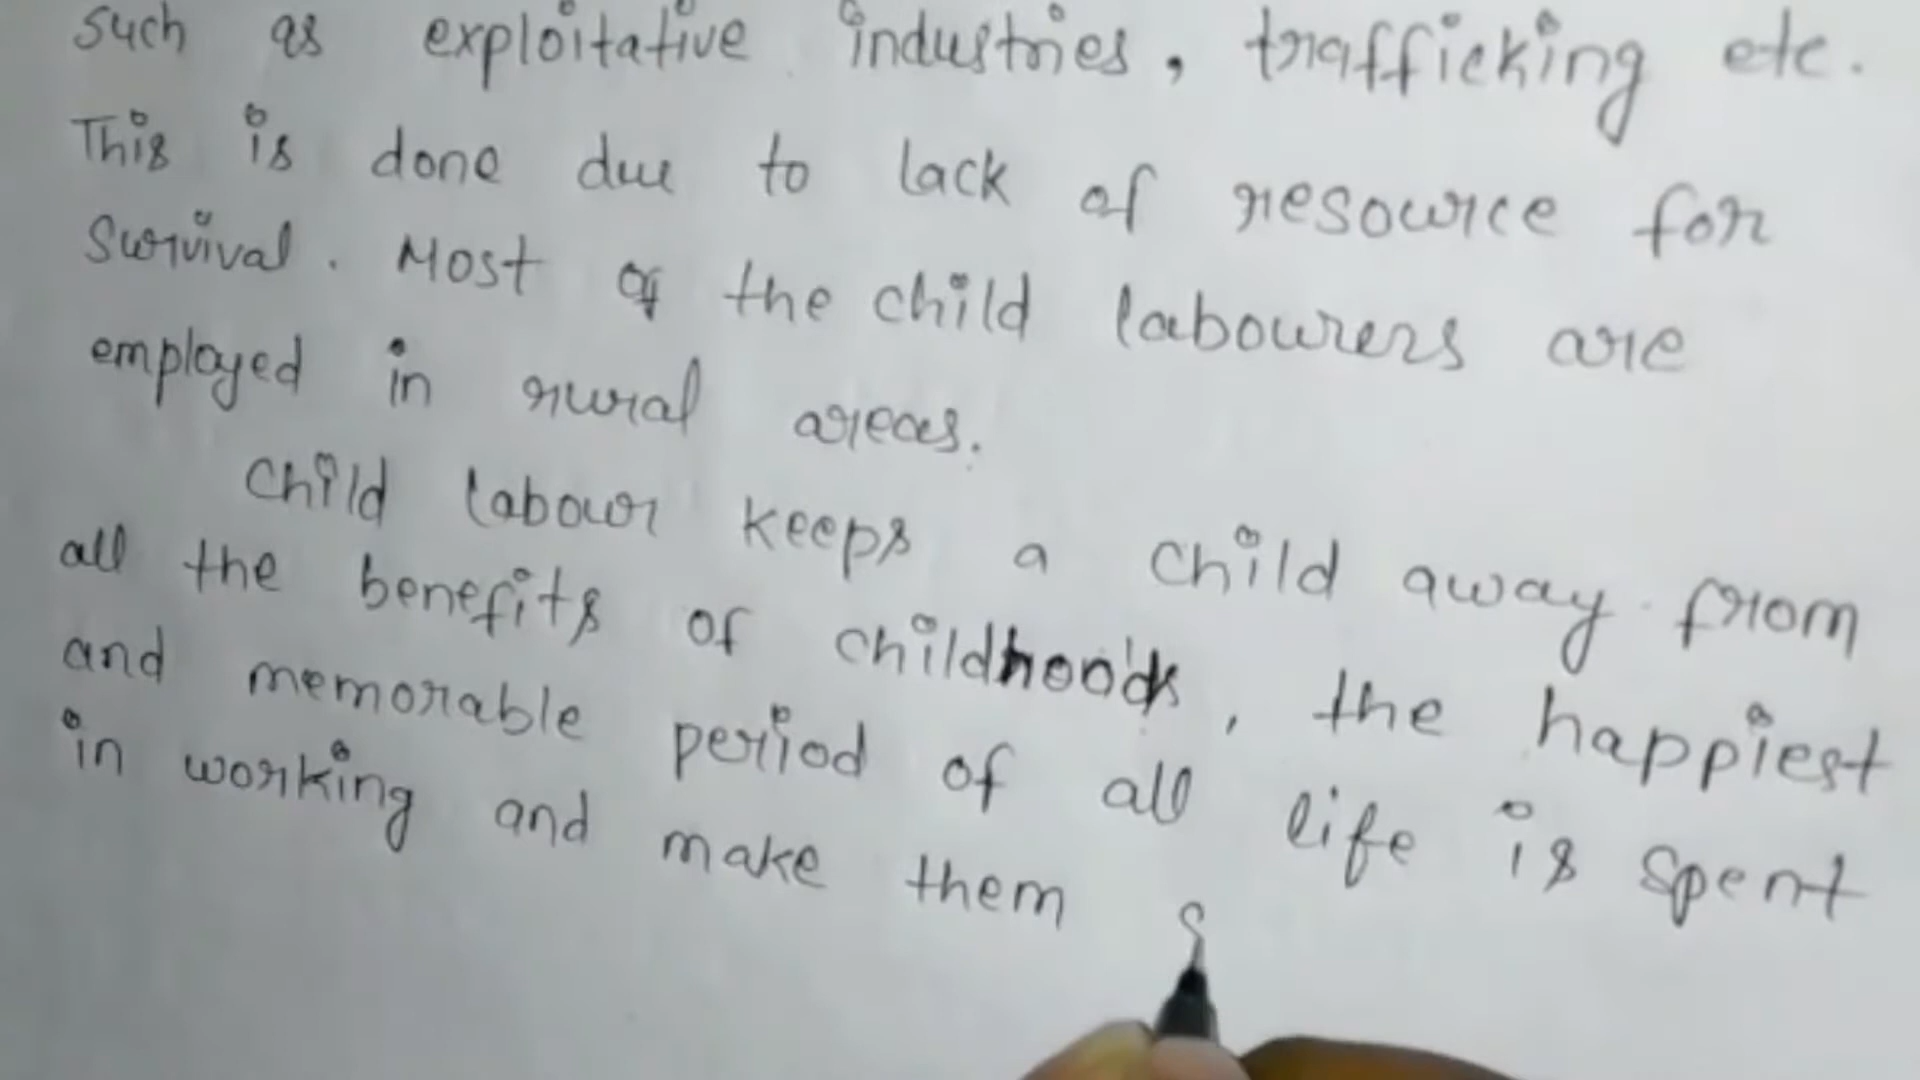 such as exploitative industries, trafficking etc.
This is done due to lack of resource for
survival. Most of the child labourers are
employed in rural areas.
Child labour keeps a child away from
all the benefits of childhoods, the happiest
and memorable period of all life is spent
in working and make them s